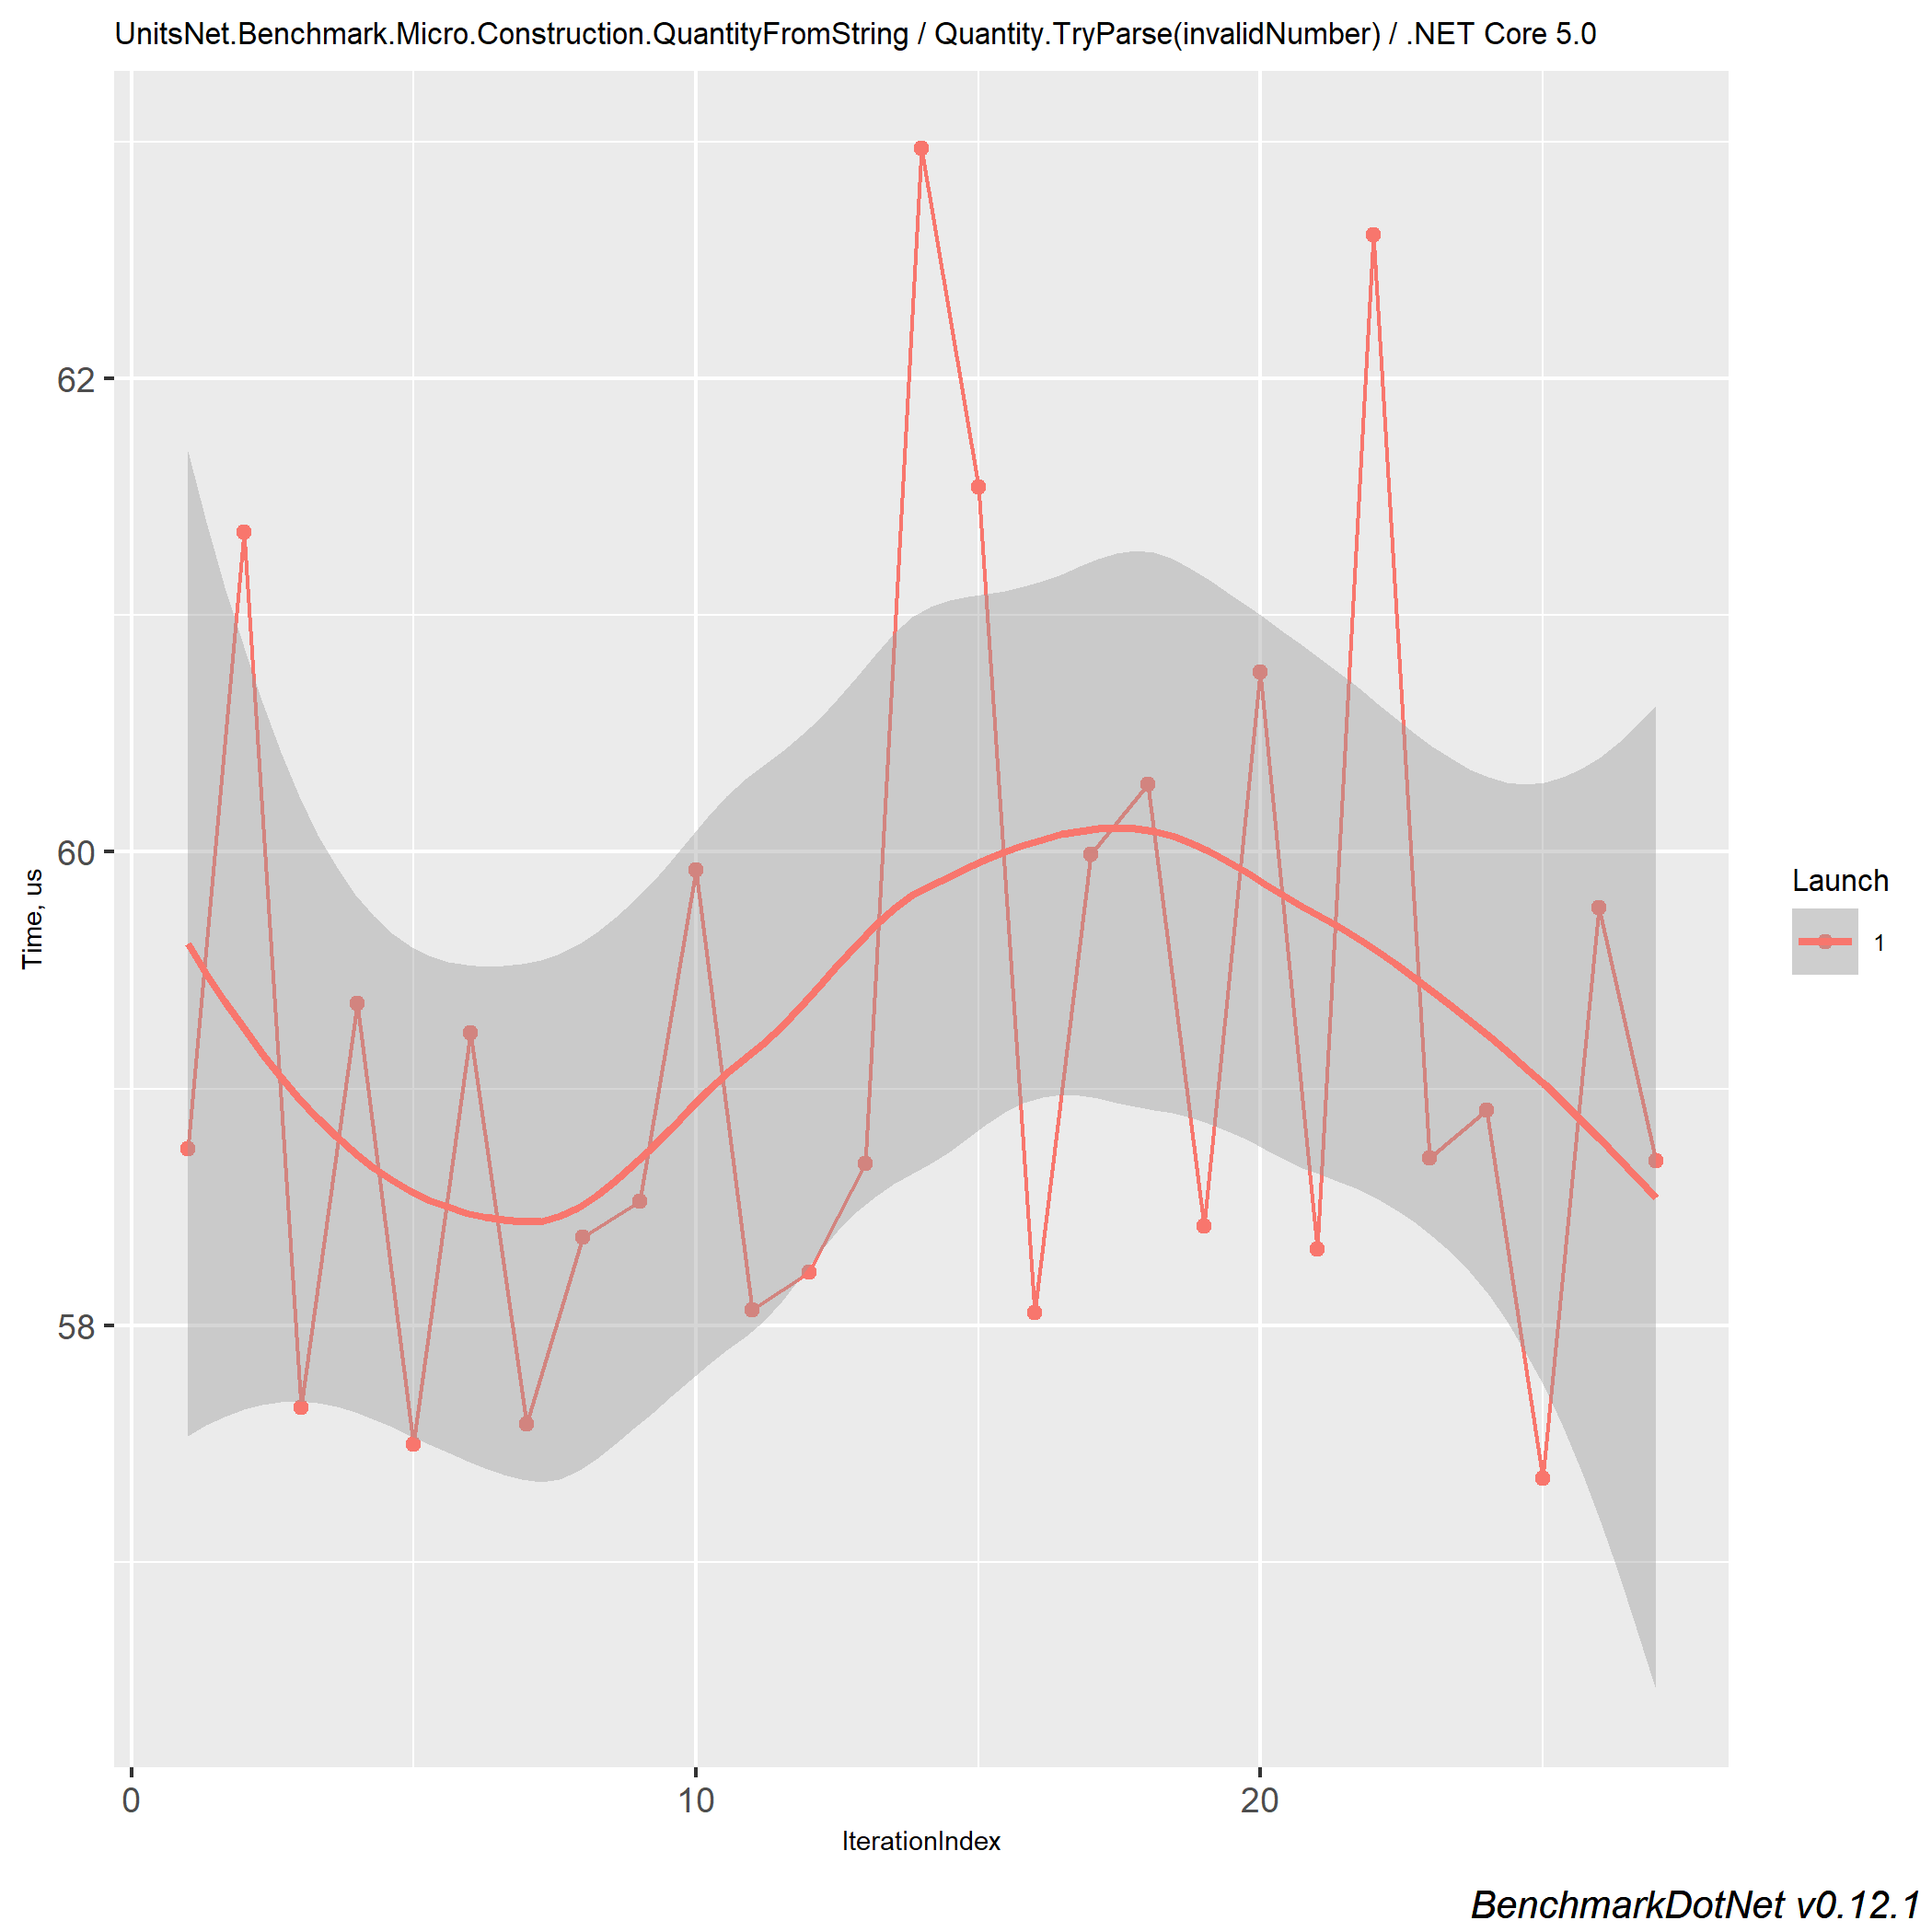 UnitsNet.Benchmark.Micro.Construction.QuantityFromString / Quantity.TryParse(invalidNumber) / .NET Core 5.0
62
60
58
Time, us
0 10 20
IterationIndex
Launch
1
BenchmarkDotNet v0.12.1